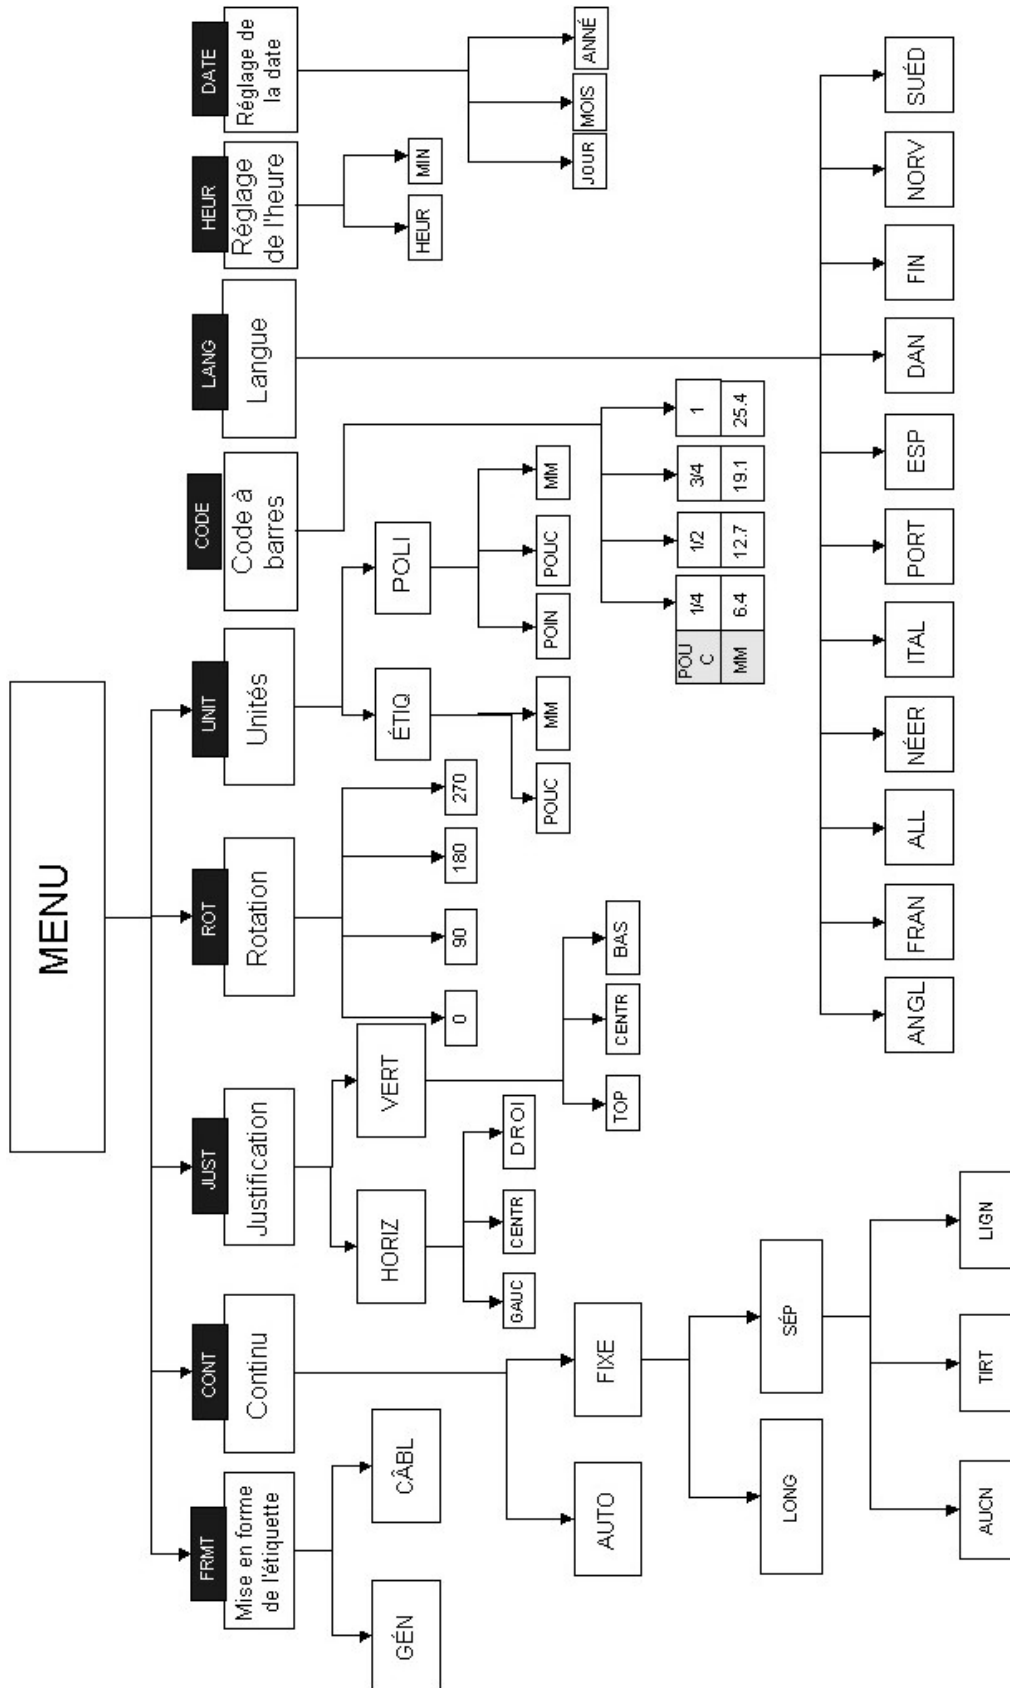 MENU
FRMT
Mise en forme
de l'étiquette
GÉN
CÂBL
CONT
Continu
AUTO
FIXE
LONG
SÉP
AUCN
TIRT
LIGN
JUST
Justification
HORIZ
GAUC
CENTR
DROI
VERT
TOP
CENTR
BAS
ROT
Rotation
0
90
180
270
UNIT
Unités
ÉTIQ
POUC
MM
POLI
POIN
POUC
MM
CODE
Code à
barres
POU
C
1/4
1/2
3/4
1
MM
6.4
12.7
19.1
25.4
LANG
Langue
ANGL
FRAN
ALL
NÉER
ITAL
PORT
ESP
DAN
FIN
NORV
SUÉD
HEUR
Réglage
de l'heure
HEUR
MIN
DATE
Réglage de
la date
JOUR
MOIS
ANNÉ